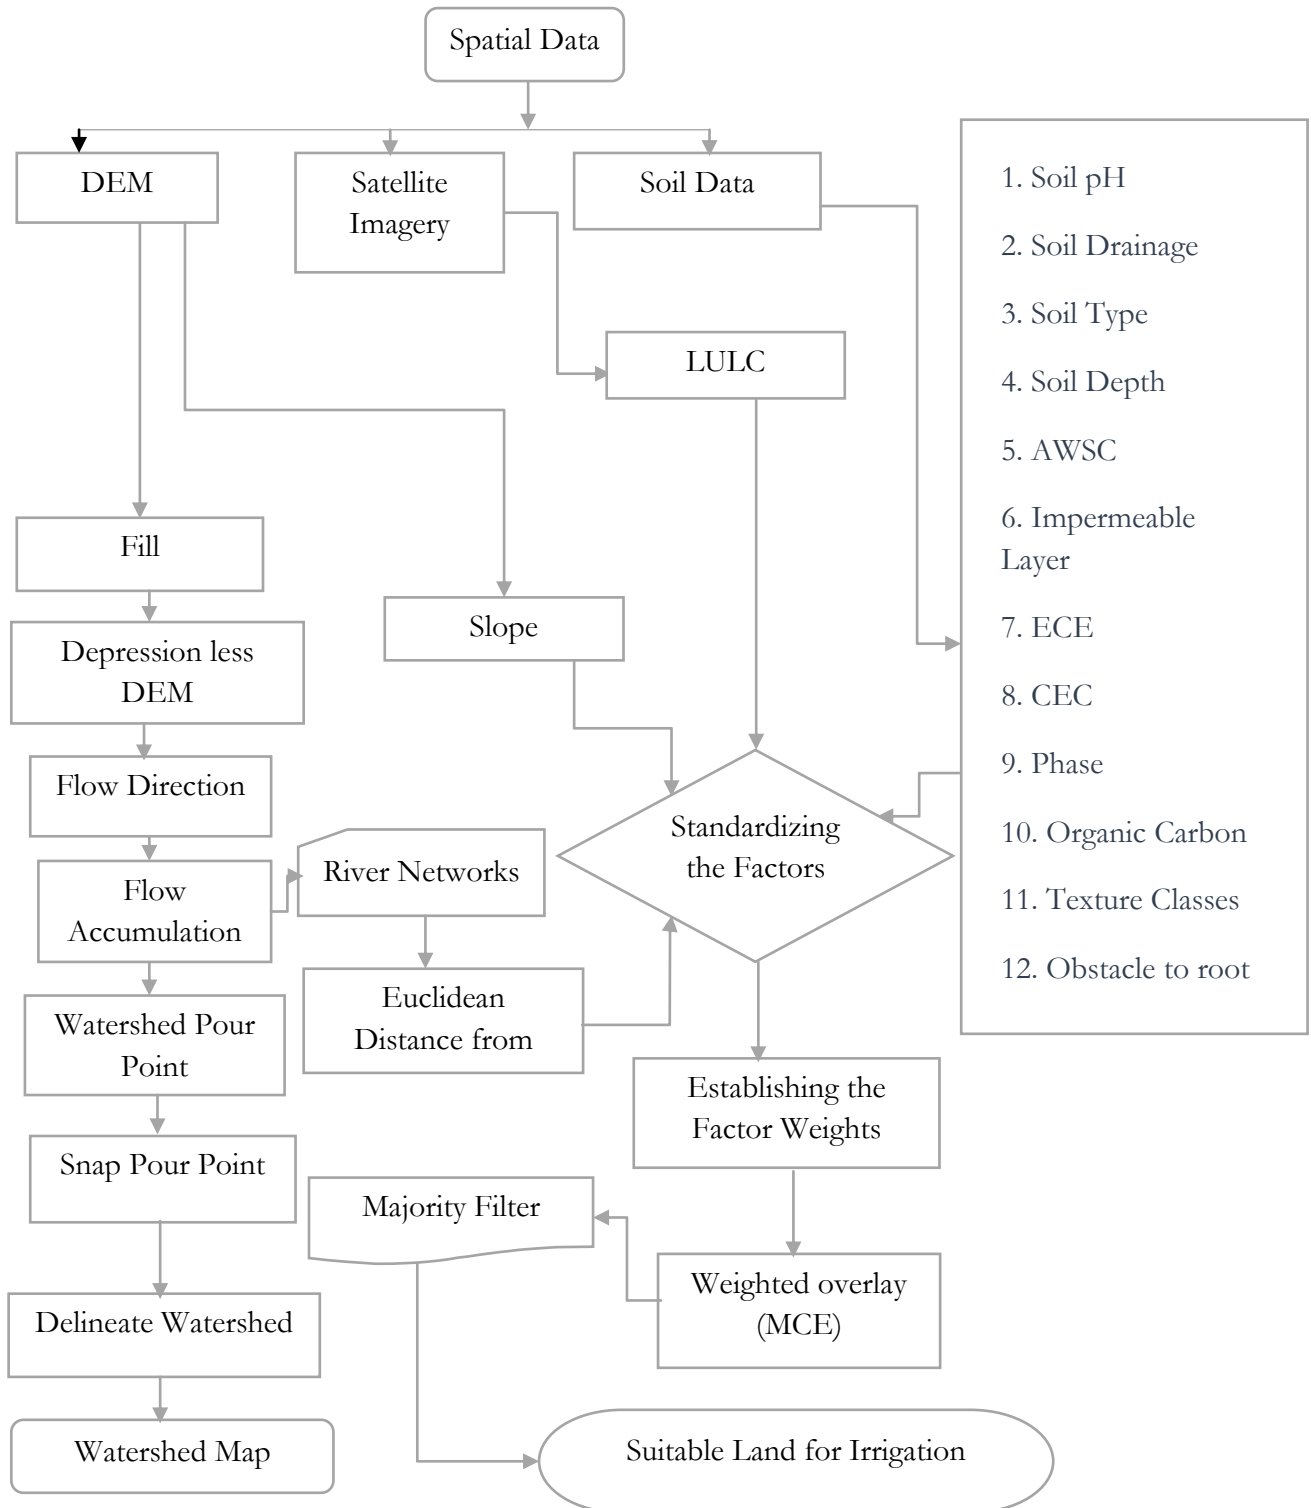 Spatial Data
DEM
Satellite
Imagery
Soil Data
LULC
Fill
Depression less
DEM
Slope
Flow Direction
Flow
Accumulation
River Networks
Euclidean
Distance from
Standardizing
the Factors
1. Soil pH
2. Soil Drainage
3. Soil Type
4. Soil Depth
5. AWSC
6. Impermeable
Layer
7. ECE
8. CEC
9. Phase
10. Organic Carbon
11. Texture Classes
12. Obstacle to root
Watershed Pour
Point
Snap Pour Point
Establishing the
Factor Weights
Majority Filter
Weighted overlay
(MCE)
Delineate Watershed
Watershed Map
Suitable Land for Irrigation